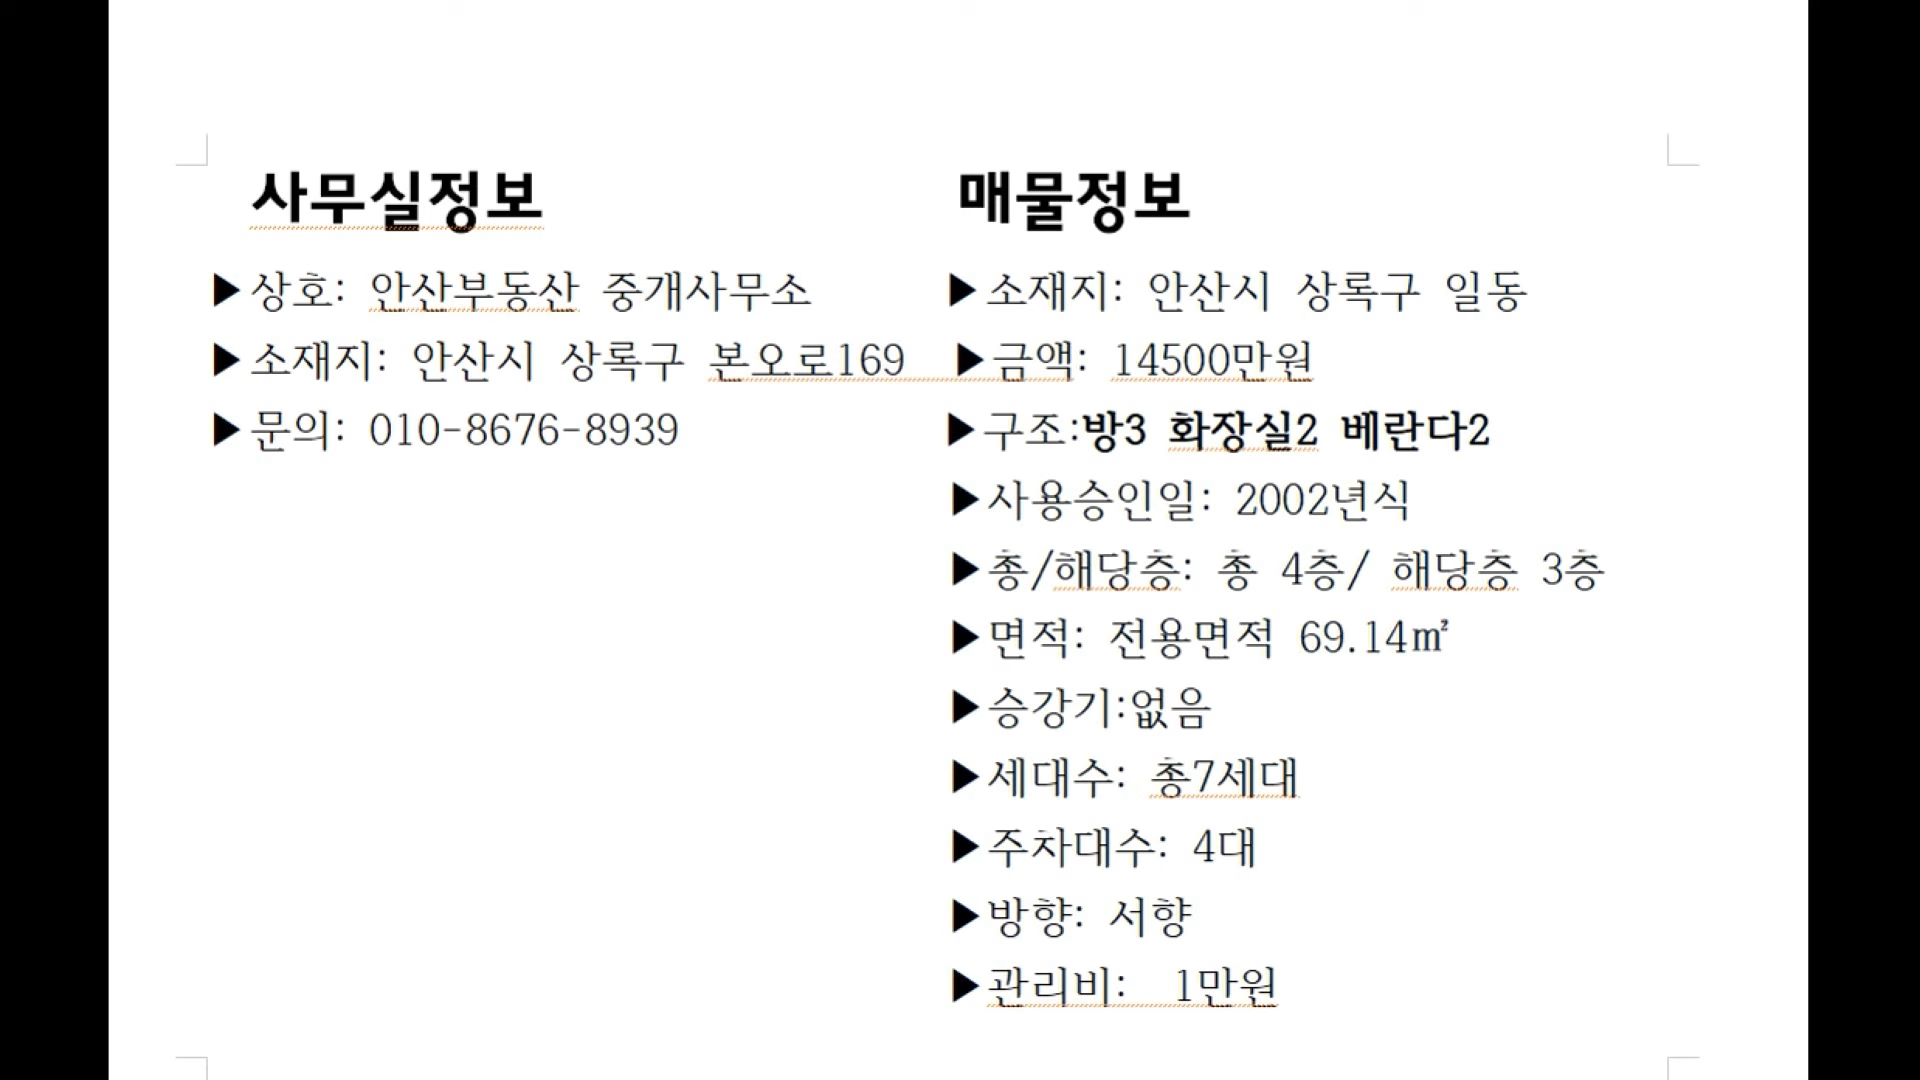 사무실정보
▶상호: 안산부동산 중개사무소
▶소재지: 안산시 상록구 본오로169
▶문의: 010-8676-8939
매물정보
▶소재지: 안산시 상록구 일동
▶금액: 14500만원
▶구조:방3 화장실2 베란다2
▶사용승인일: 2002년식
▶총/해당층: 총 4층/ 해당층 3층
▶면적: 전용면적 69.14㎡
▶승강기:없음
▶세대수: 총7세대
▶주차대수: 4대
▶방향: 서향
▶관리비: 1만원